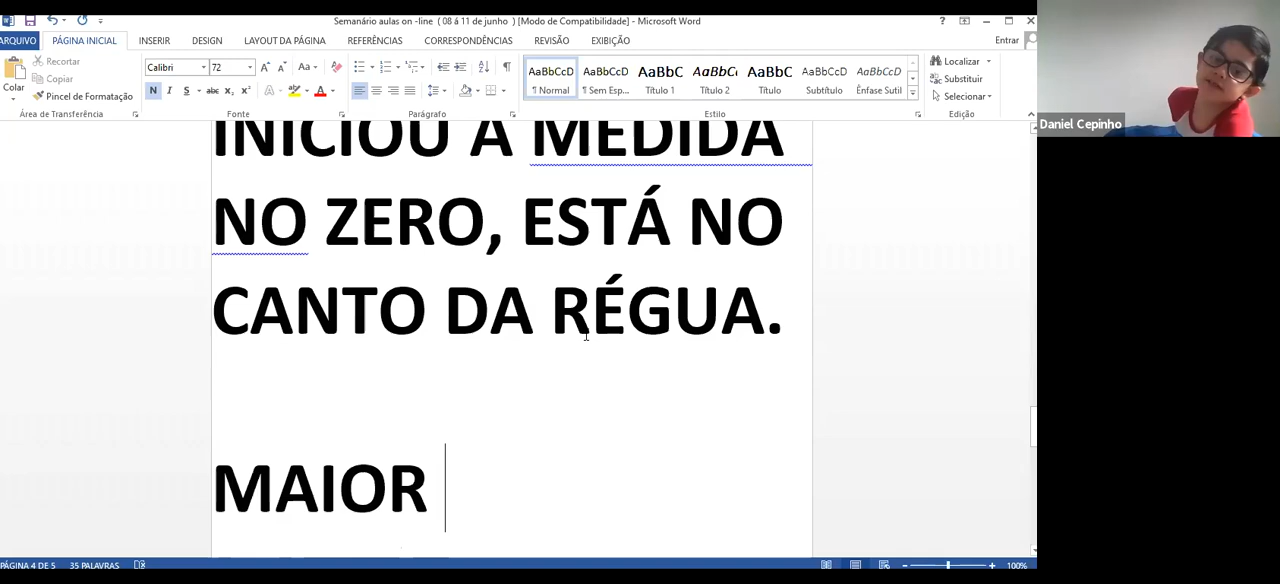 Semanário aulas on -line ( 08 á 11 de junho ) [Modo de Compatibilidade] - Microsoft Word
ARQUIVO PÁGINA INICIAL INSERIR DESIGN LAYOUT DA PÁGINA REFERÊNCIAS CORRESPONDÊNCIAS REVISÃO EXIBIÇÃO Entrar
Colar
Recortar
Copiar
Pincel de Formatação
Área de Transferência
Calibri 72
Fonte
Parágrafo
AaBbCcD AaBbCcD AaBbC AaBbCc AaBbC AaBbCcD AaBbCcD
¶ Normal ¶ Sem Esp... Título 1 Título 2 Título Subtítulo Ênfase Sutil
Estilo
Localizar
Substituir
Selecionar
Edição
Daniel Cepinho
INICIOU A MEDIDA
NO ZERO, ESTÁ NO
CANTO DA RÉGUA.
MAIOR
PÁGINA 4 DE 5 35 PALAVRAS 100%